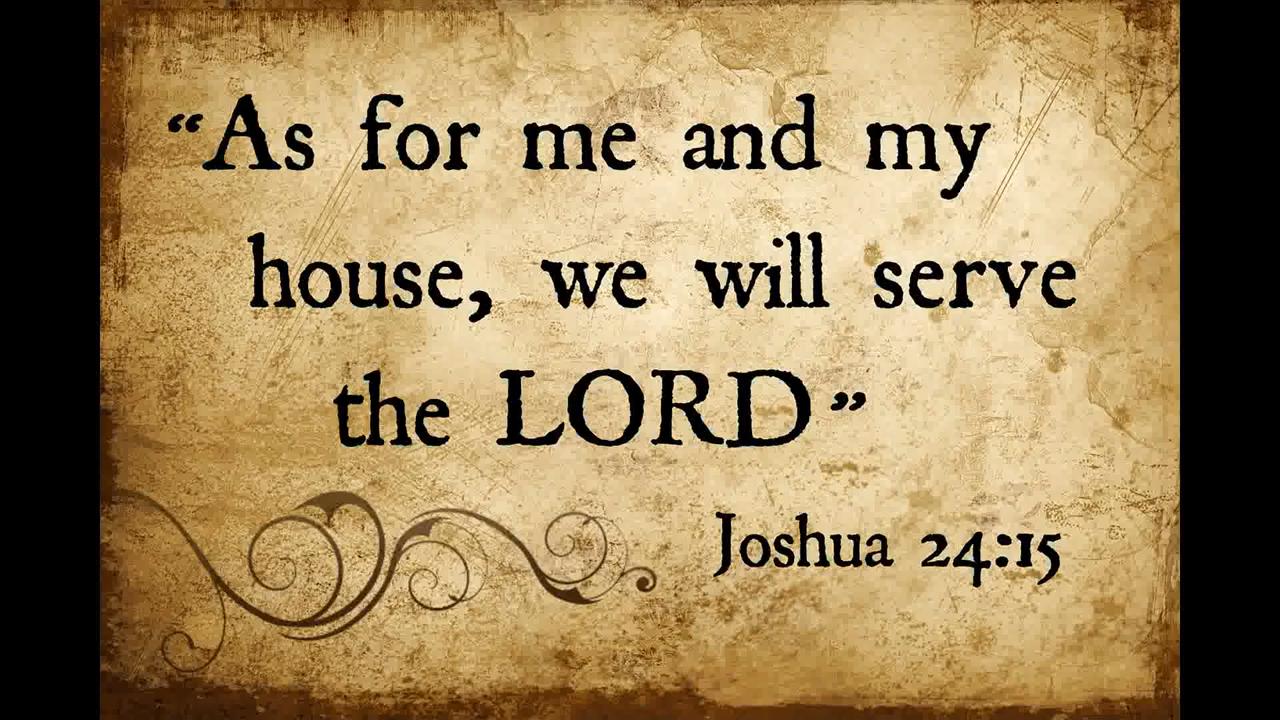 “As for me and my
house, we will serve
the LORD”
Joshua 24:15